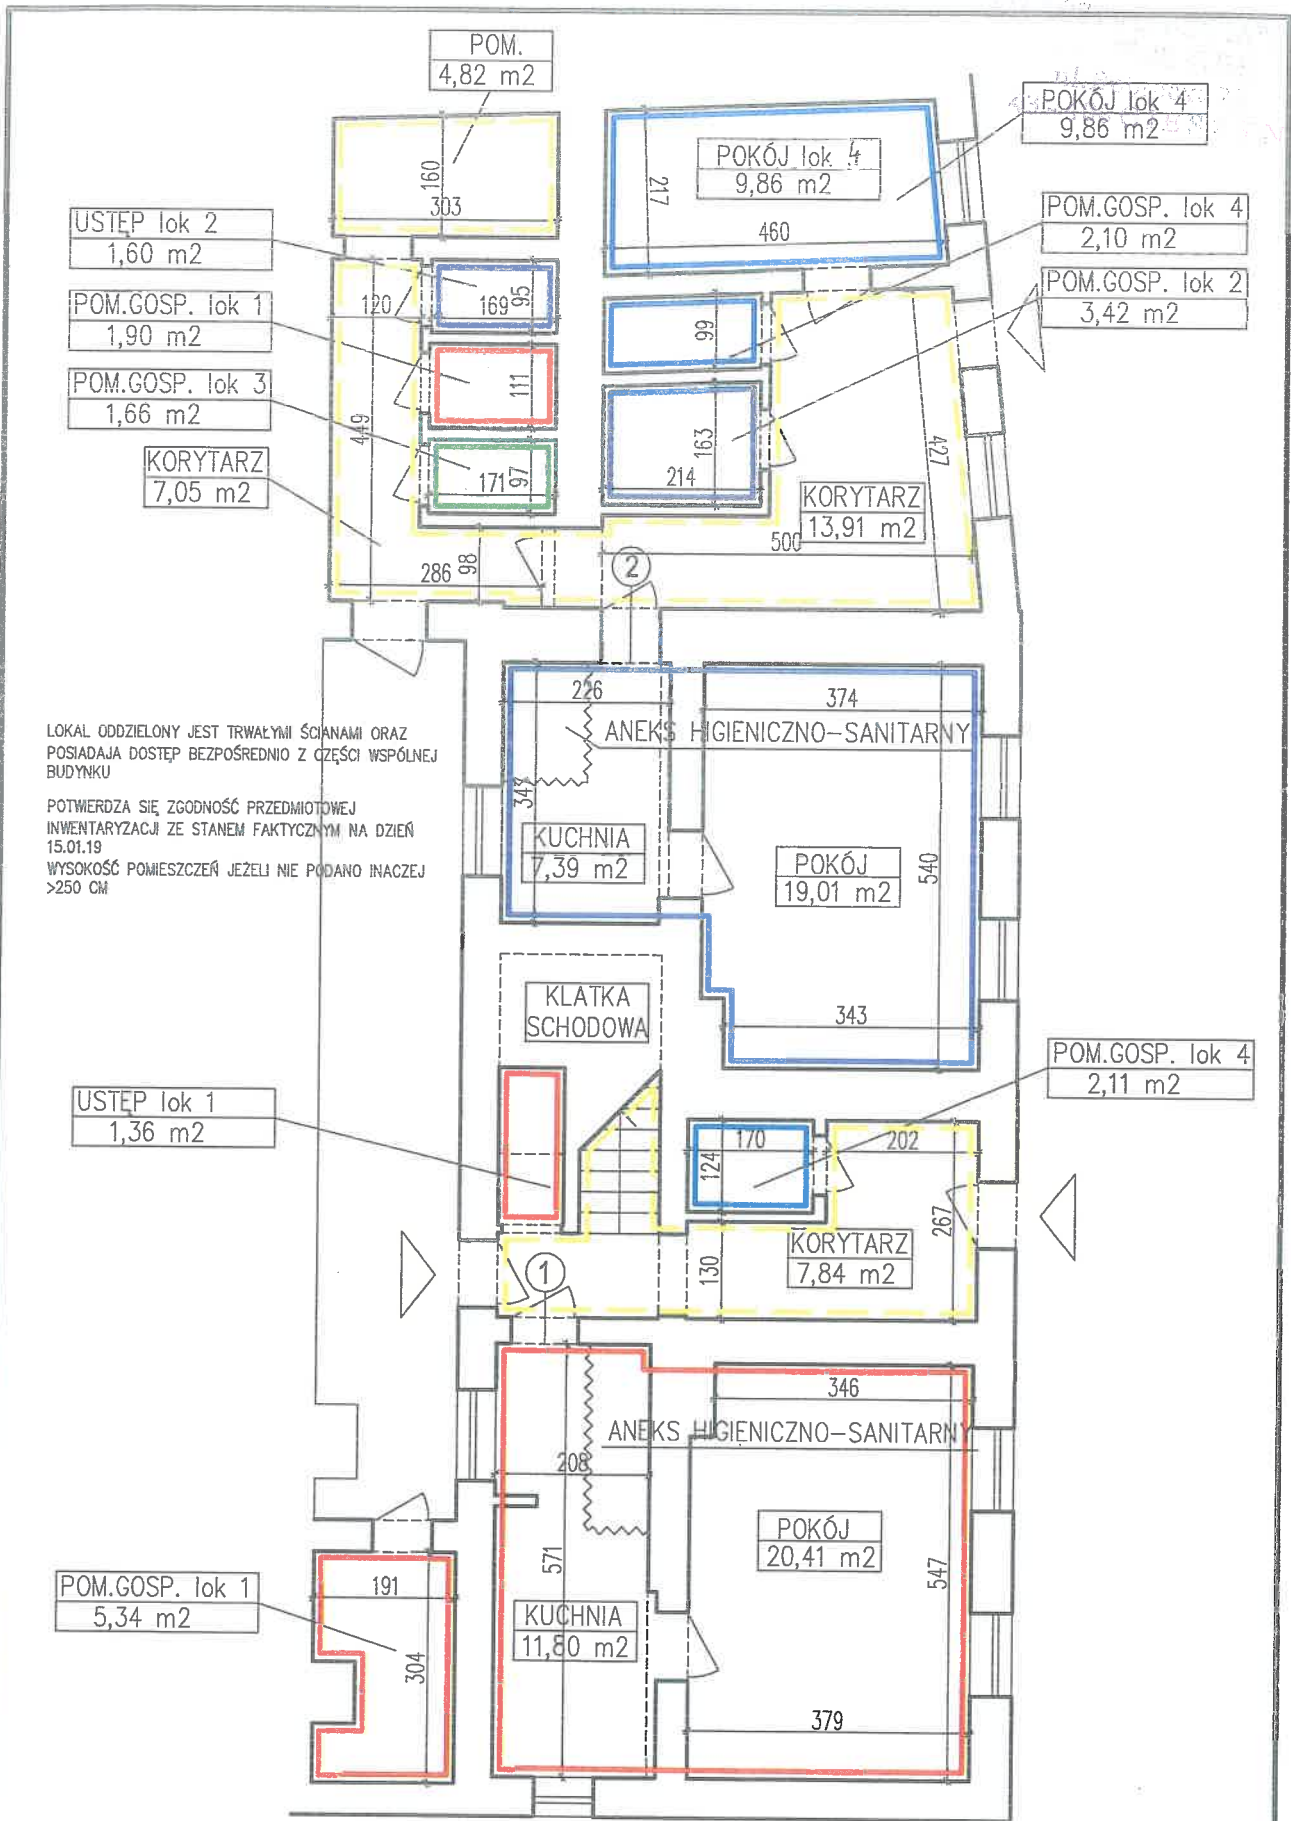 POM.
4,82 m2
POKÓJ lok 4
9,86 m2
POKÓJ lok 4
9,86 m2
160
303
217
460
USTĘP lok 2
1,60 m2
POM.GOSP. lok 4
2,10 m2
POM.GOSP. lok 2
3,42 m2
POM.GOSP. lok 1
1,90 m2
POM.GOSP. lok 3
1,66 m2
KORYTARZ
7,05 m2
120
169
95
111
171
97
449
99
163
214
427
KORYTARZ
13,91 m2
500
286
98
2
226
374
ANEKS HIGIENICZNO-SANITARNY
LOKAL ODDZIELONY JEST TRWAŁYMI ŚCIANAMI ORAZ
POSIADAJA DOSTĘP BEZPOŚREDNIO Z CZĘŚCI WSPÓLNEJ
BUDYNKU
POTWIERDZA SIĘ ZGODNOŚĆ PRZEDMIOTOWEJ
INWENTARYZACJI ZE STANEM FAKTYCZNYM NA DZIEŃ
15.01.19
WYSOKOŚĆ POMIESZCZEŃ JEŻELI NIE PODANO INACZEJ
>250 CM
KUCHNIA
7,39 m2
POKÓJ
19,01 m2
540
KLATKA
SCHODOWA
343
POM.GOSP. lok 4
2,11 m2
USTĘP lok 1
1,36 m2
170
124
202
267
130
KORYTARZ
7,84 m2
1
346
ANEKS HIGIENICZNO-SANITARNY
208
571
POKÓJ
20,41 m2
547
POM.GOSP. lok 1
5,34 m2
191
304
KUCHNIA
11,80 m2
379